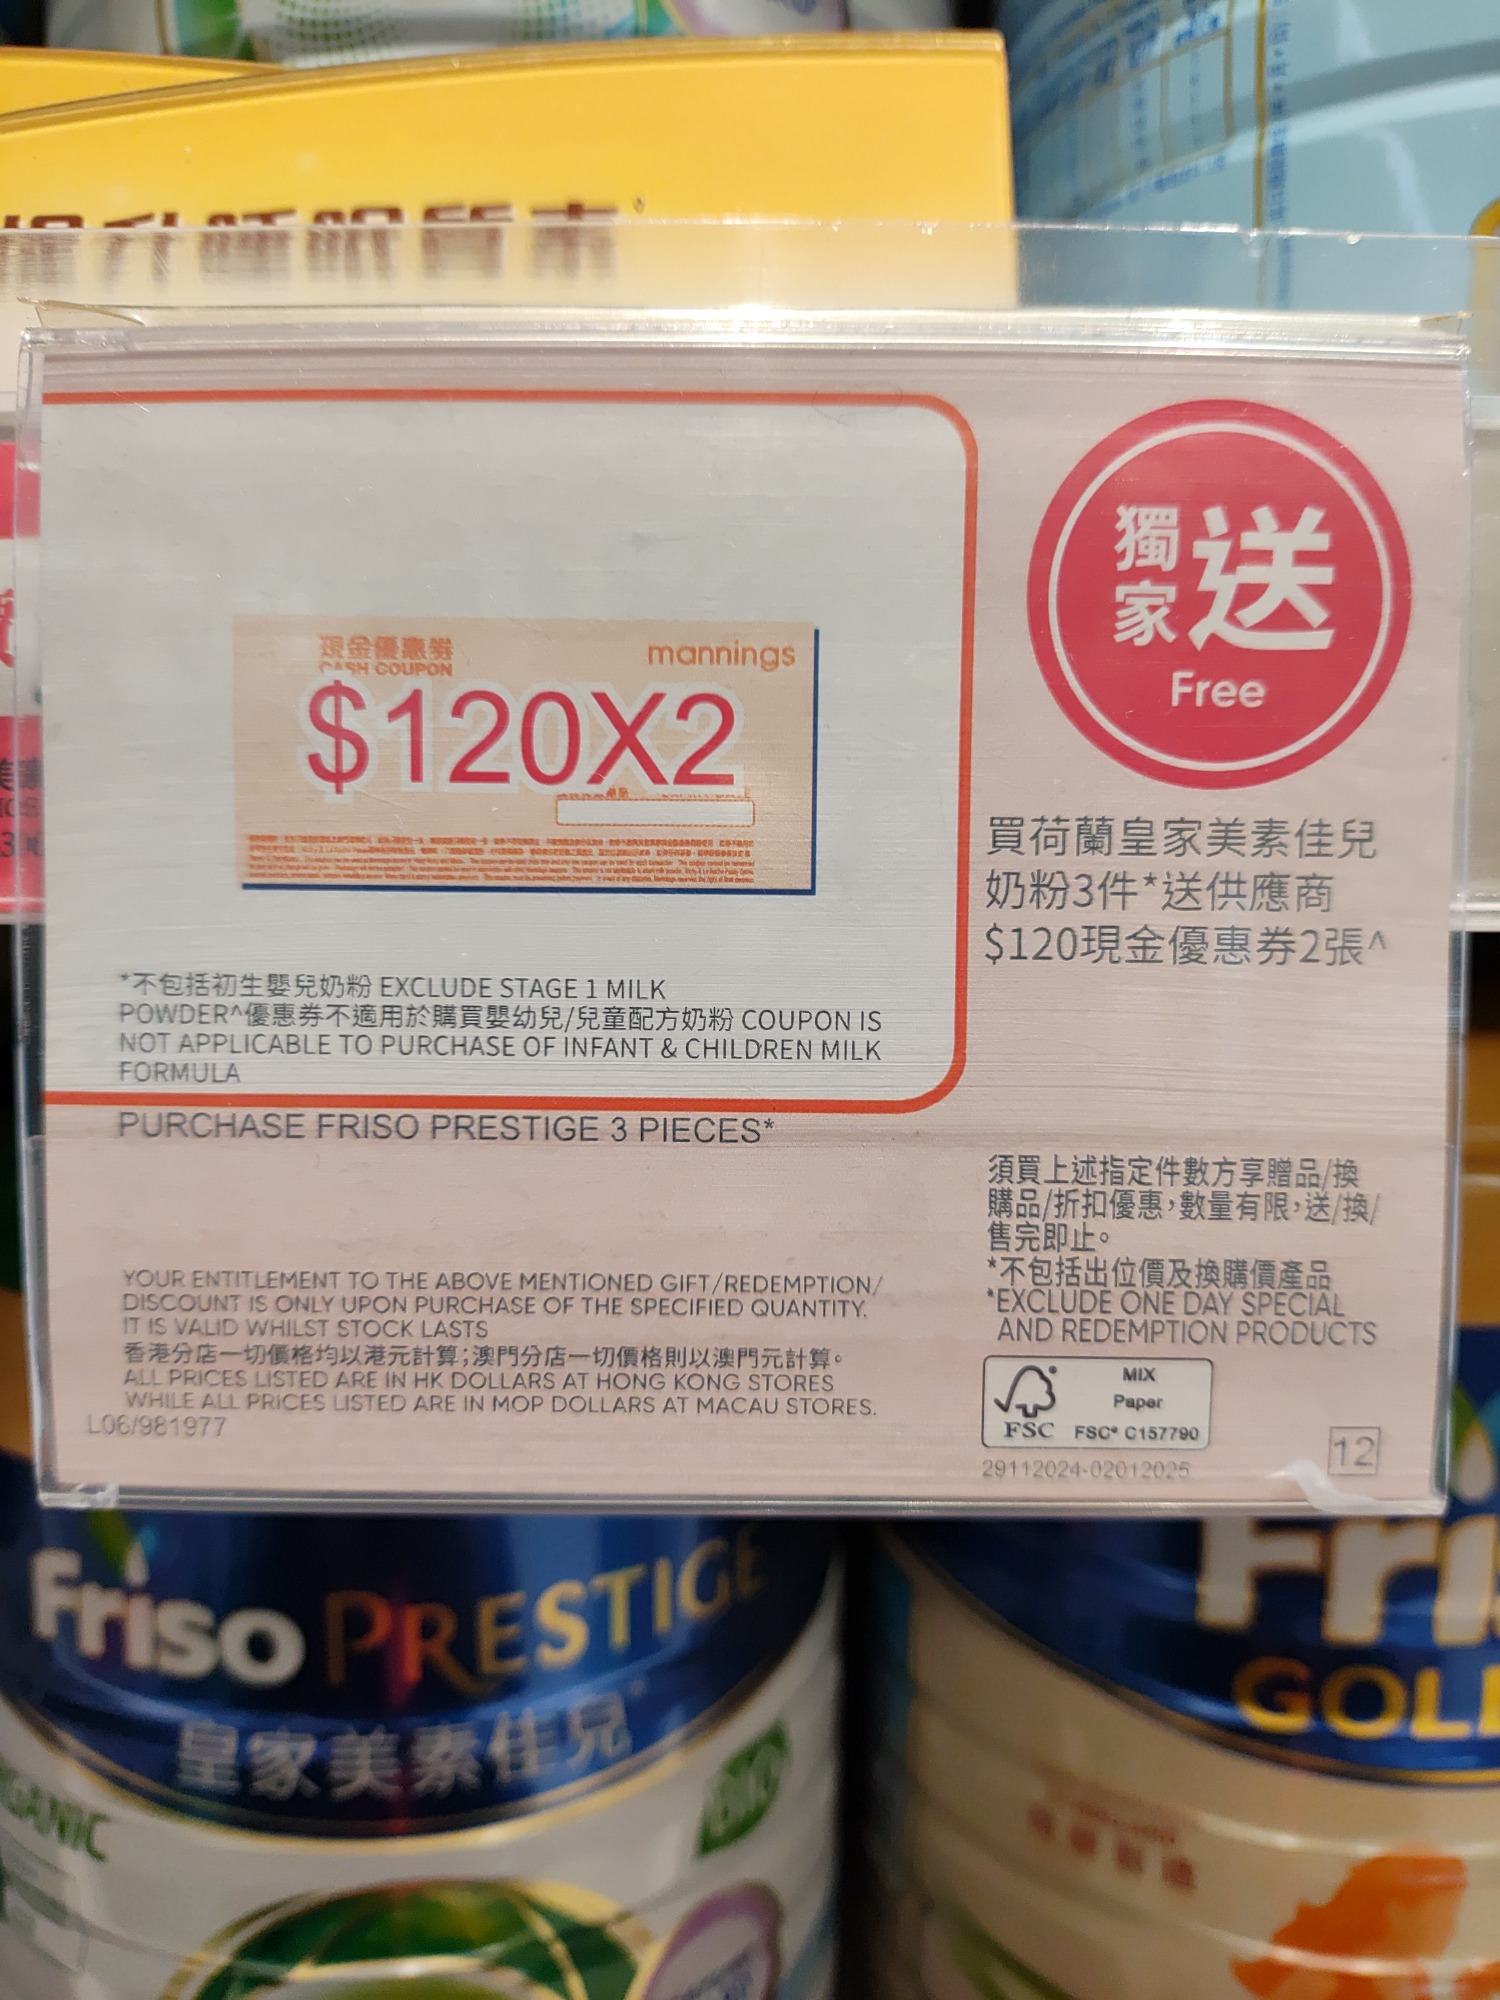 提升睡眠質素
獨家
送
Free
現金優惠券
CASH COUPON
mannings
$120X2
買荷蘭皇家美素佳兒
奶粉3件*送供應商
$120現金優惠券2張^
*不包括初生嬰兒奶粉 EXCLUDE STAGE 1 MILK
POWDER^優惠券不適用於購買嬰幼兒/兒童配方奶粉 COUPON IS
NOT APPLICABLE TO PURCHASE OF INFANT & CHILDREN MILK
FORMULA
PURCHASE FRISO PRESTIGE 3 PIECES*
須買上述指定件數方享贈品/換
購品/折扣優惠，數量有限，送/換/
售完即止。
*不包括出位價及換購價產品
*EXCLUDE ONE DAY SPECIAL
AND REDEMPTION PRODUCTS
YOUR ENTITLEMENT TO THE ABOVE MENTIONED GIFT/REDEMPTION/
DISCOUNT IS ONLY UPON PURCHASE OF THE SPECIFIED QUANTITY.
IT IS VALID WHILST STOCK LASTS
香港分店一切價格均以港元計算；澳門分店一切價格則以澳門元計算。
ALL PRICES LISTED ARE IN HK DOLLARS AT HONG KONG STORES
WHILE ALL PRICES LISTED ARE IN MOP DOLLARS AT MACAU STORES.
L06/981977
MIX
Paper
FSC FSC® C157790
29112024-02012025
12
Friso PRESTIGE
皇家美素佳兒
BIO
GOL